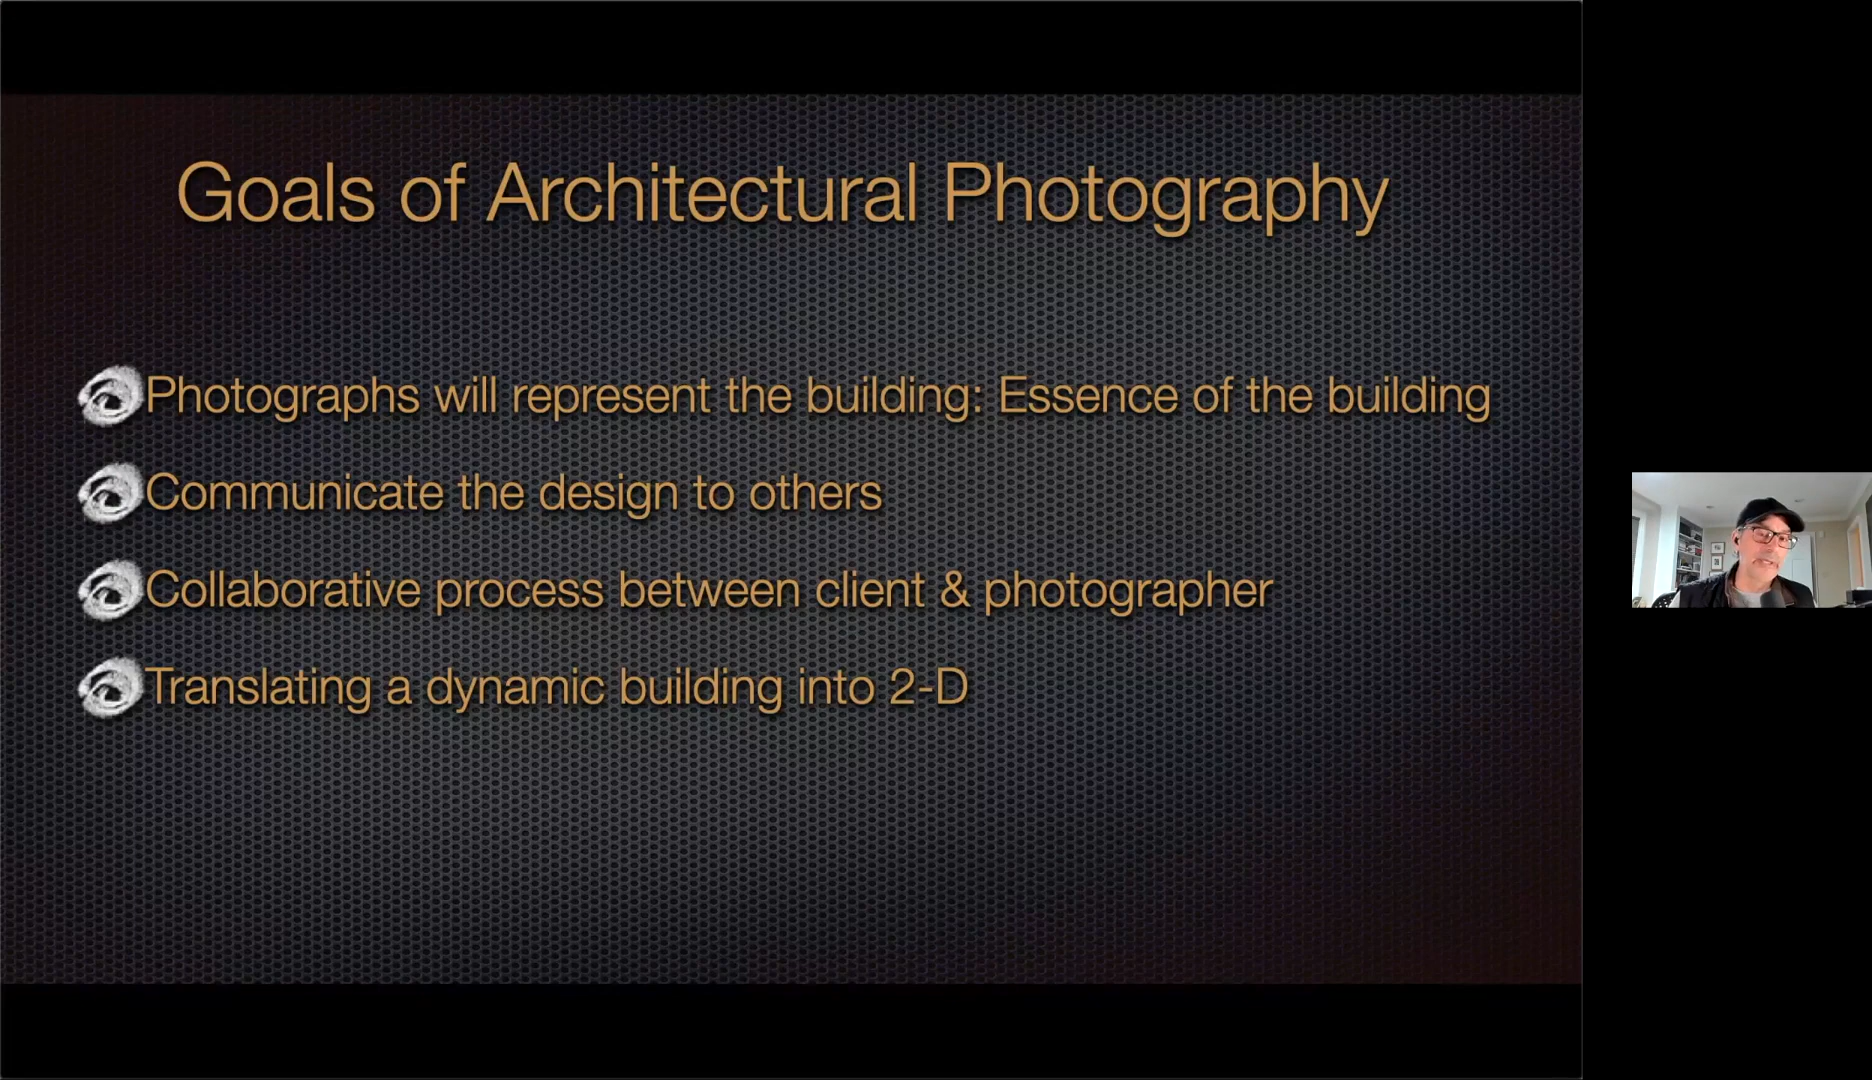 Goals of Architectural Photography
Photographs will represent the building: Essence of the building
Communicate the design to others
Collaborative process between client & photographer
Translating a dynamic building into 2-D